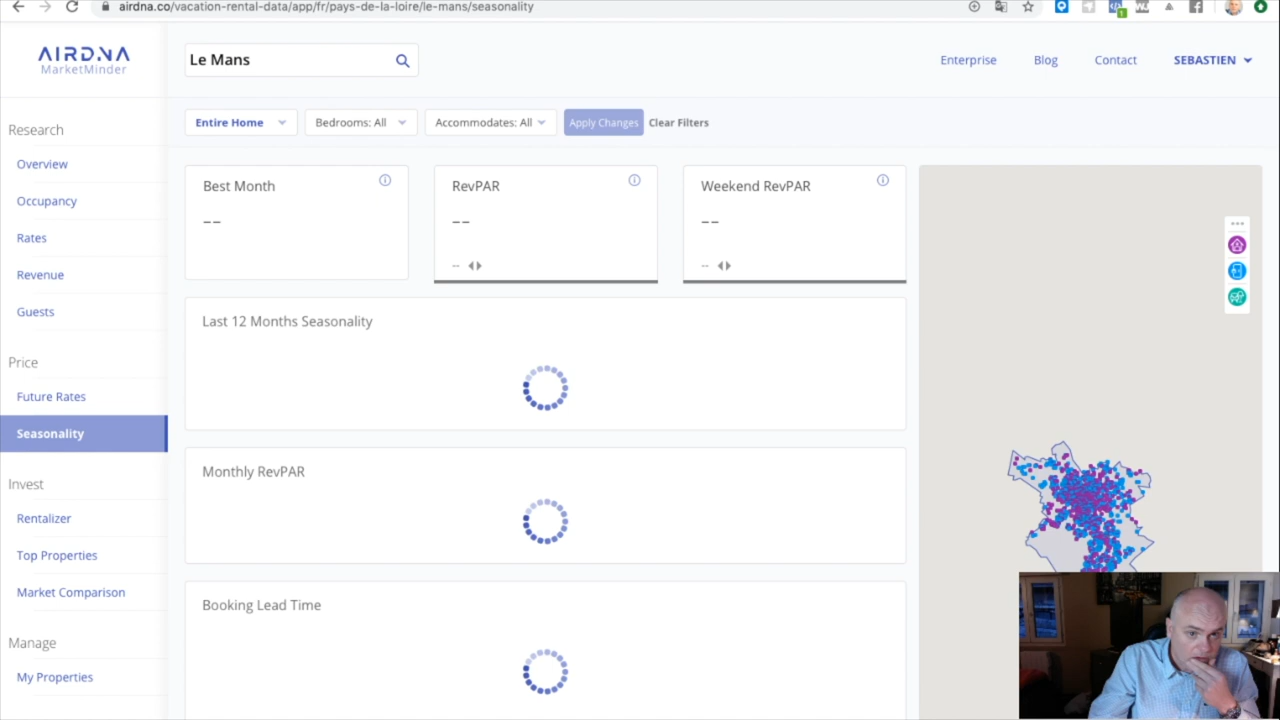 airdna.co/vacation-rental-data/app/fr/pays-de-la-loire/le-mans/seasonality
1
AIRDNA
MarketMinder
Le Mans
Enterprise
Blog
Contact
SEBASTIEN
Entire Home
Bedrooms: All
Accommodates: All
Apply Changes
Clear Filters
Research
Overview
Occupancy
Rates
Revenue
Guests
Price
Future Rates
Seasonality
Invest
Rentalizer
Top Properties
Market Comparison
Manage
My Properties
Best Month
--
RevPAR
--
--
Weekend RevPAR
--
--
Last 12 Months Seasonality
Monthly RevPAR
Booking Lead Time